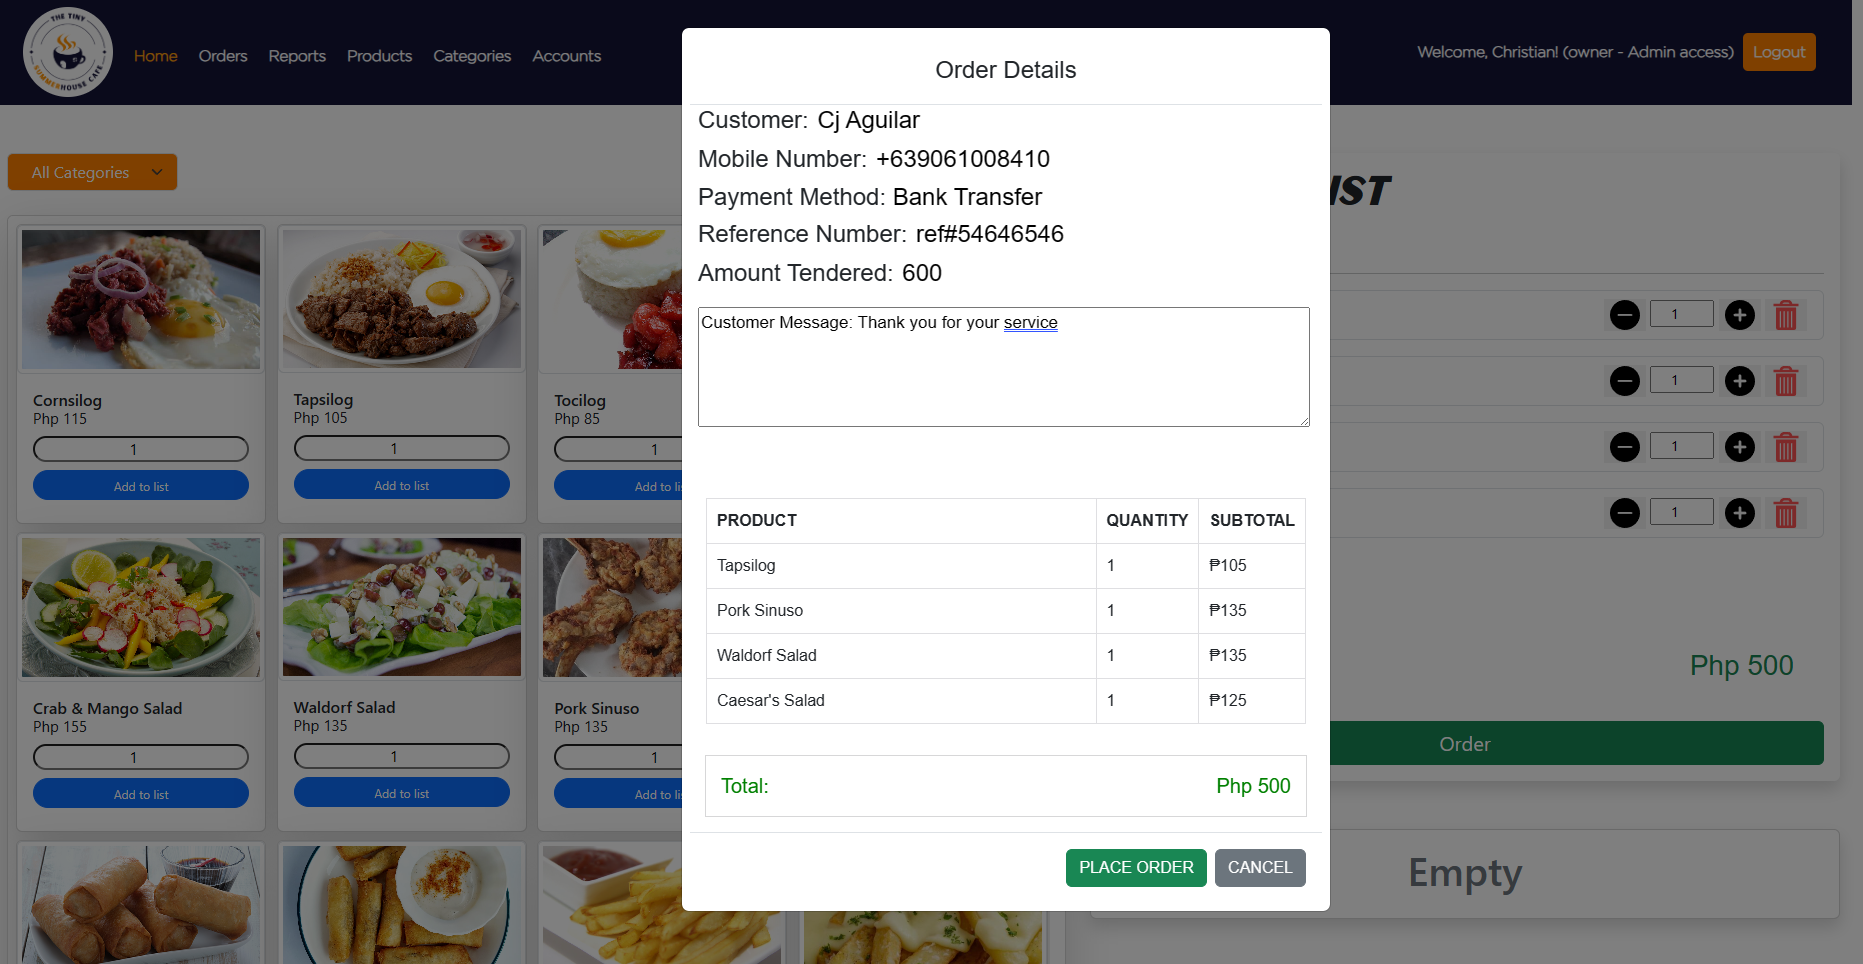 THE TINY
SUMMERHOUSE CAFE
Home Orders Reports Products Categories Accounts
Welcome, Christian! (owner - Admin access) Logout
All Categories
Cornsilog
Php 115
1
Add to list
Tapsilog
Php 105
1
Add to list
Tocilog
Php 85
1
Add to li
Crab & Mango Salad
Php 155
1
Add to list
Waldorf Salad
Php 135
1
Add to list
Pork Sinuso
Php 135
1
Add to li
Order Details
Customer: Cj Aguilar
Mobile Number: +639061008410
Payment Method: Bank Transfer
Reference Number: ref#54646546
Amount Tendered: 600
Customer Message: Thank you for your service
PRODUCT QUANTITY SUBTOTAL
Tapsilog 1 ₱105
Pork Sinuso 1 ₱135
Waldorf Salad 1 ₱135
Caesar's Salad 1 ₱125
Total: Php 500
PLACE ORDER CANCEL
IST
1
1
1
1
Php 500
Order
Empty